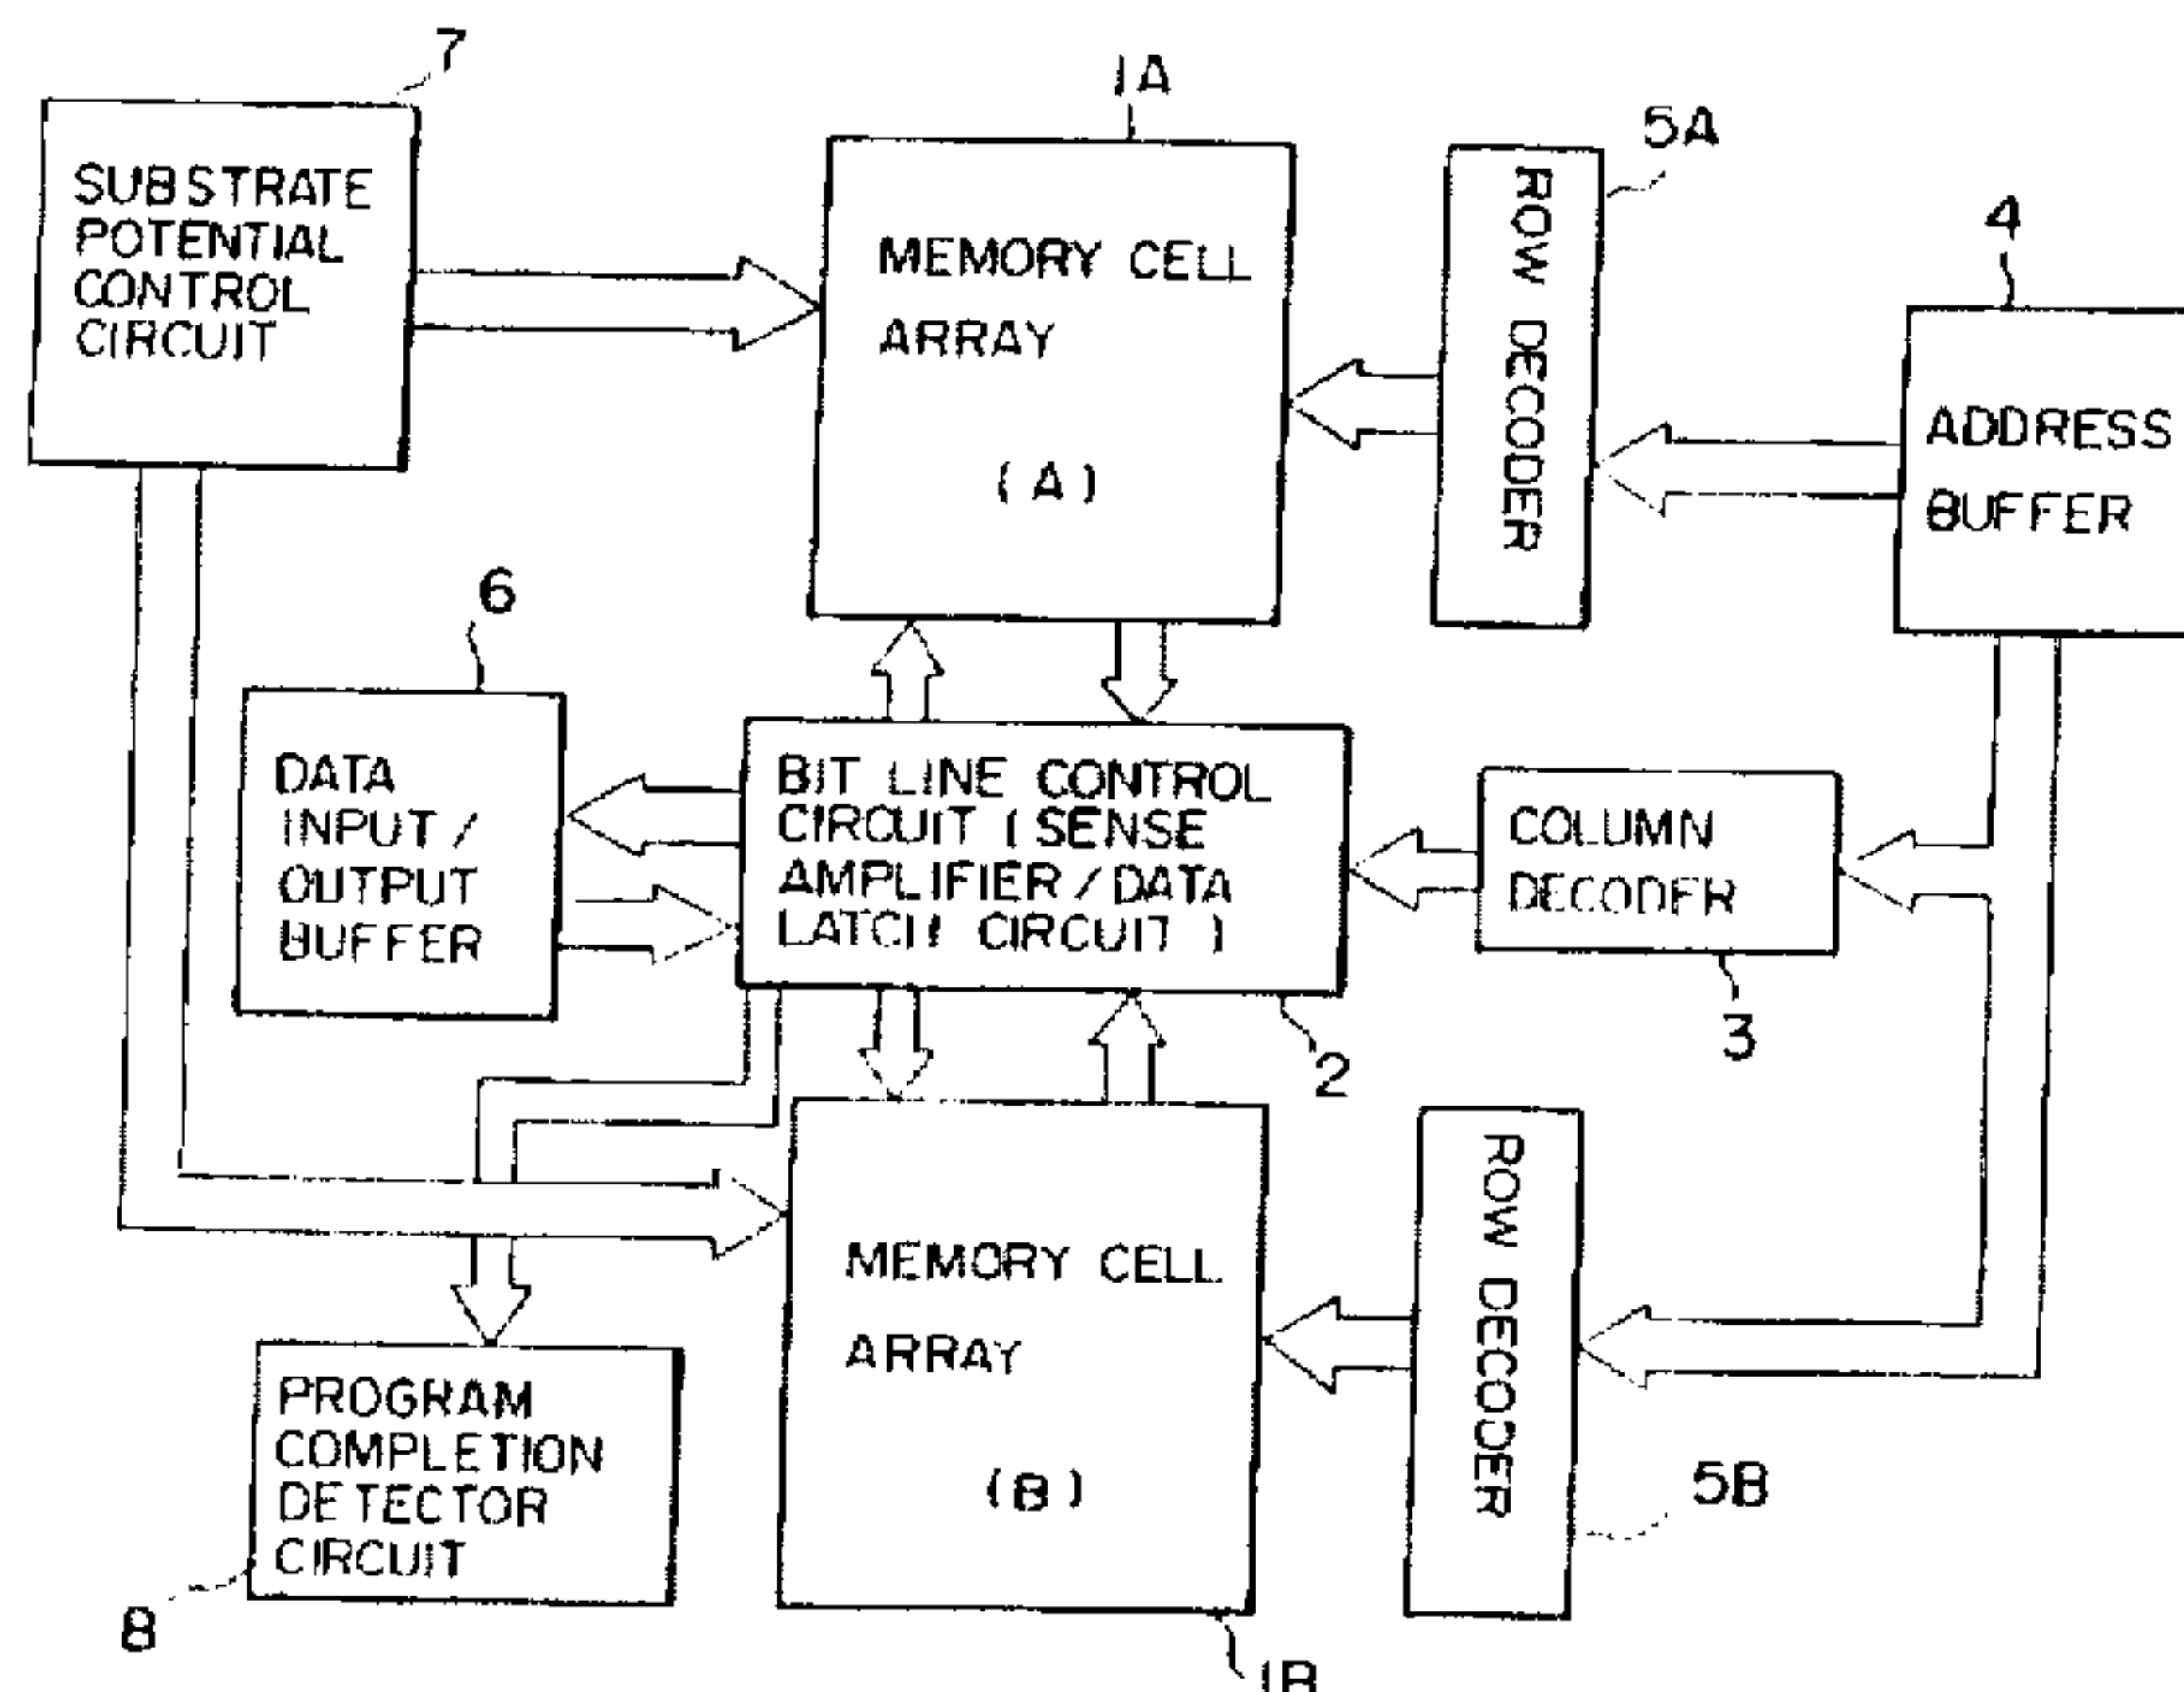 7
SUBSTRATE
POTENTIAL
CONTROL
CIRCUIT
1A
MEMORY CELL
ARRAY
(A)
5A
ROW DECODER
4
ADDRESS
BUFFER
6
DATA
INPUT/
OUTPUT
BUFFER
BIT LINE CONTROL
CIRCUIT (SENSE
AMPLIFIER/DATA
LATCH CIRCUIT)
2
COLUMN
DECODER
3
MEMORY CELL
ARRAY
(B)
1B
ROW DECODER
5B
PROGRAM
COMPLETION
DETECTOR
CIRCUIT
8